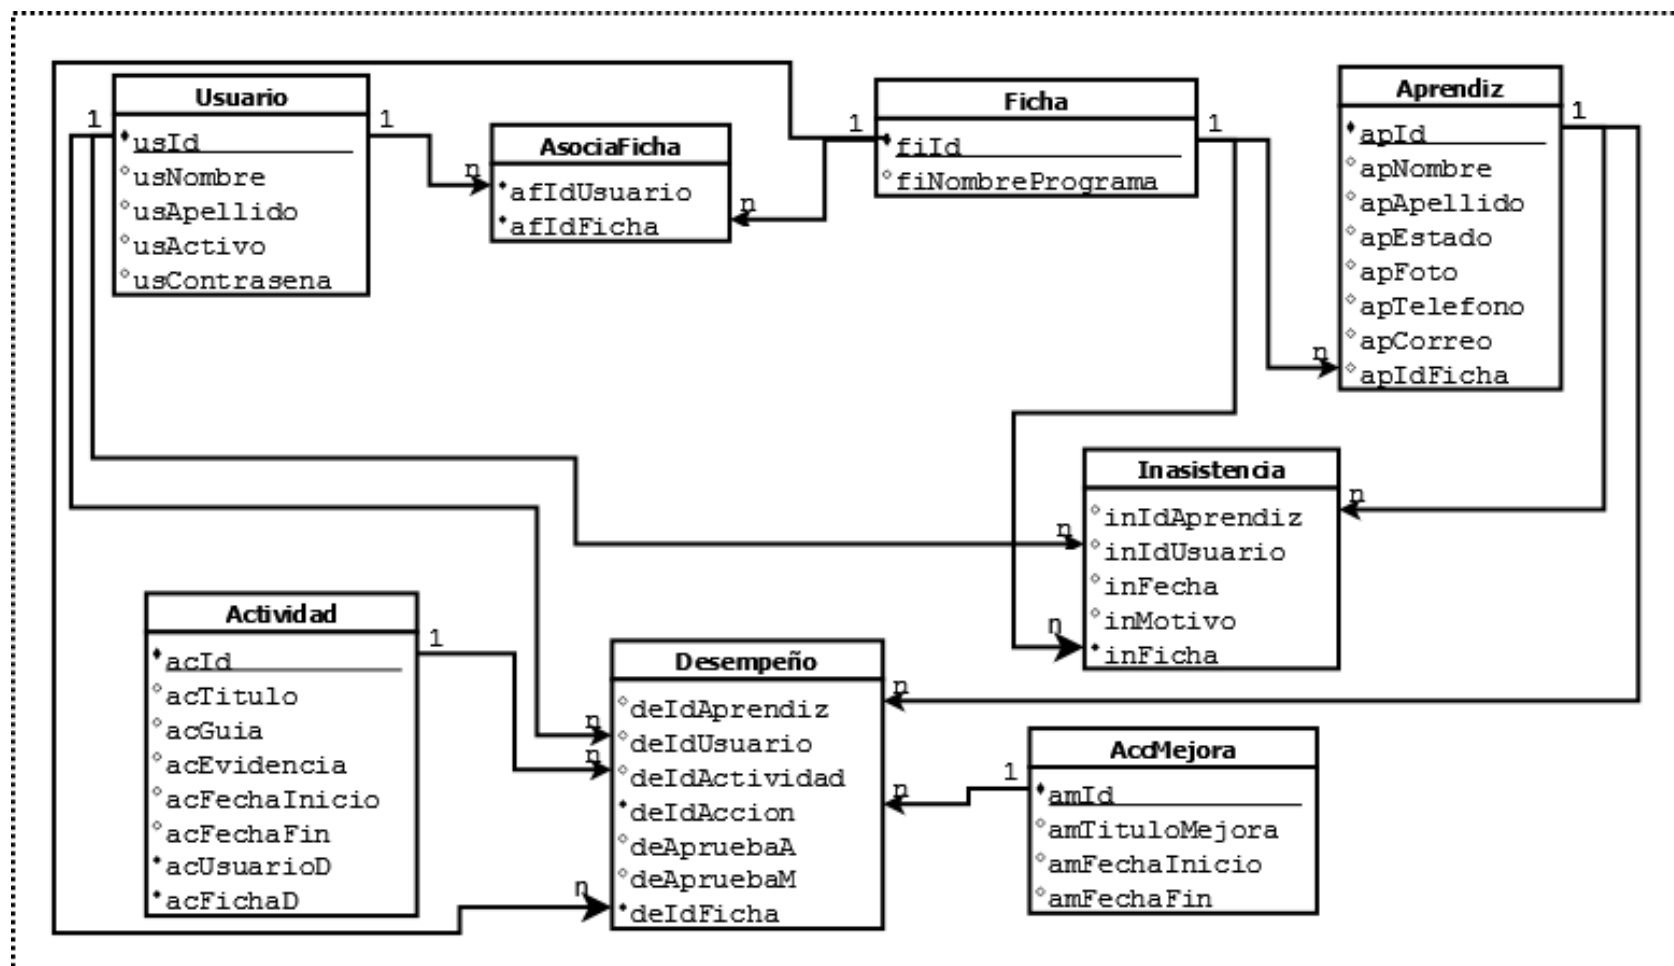 Usuario
1
usId
1
usNombre
usApellido
usActivo
usContrasena
AsociaFicha
n
afIdUsuario
n
afIdFicha
Ficha
1
fiId
1
fiNombrePrograma
Aprendiz
1
apId
apNombre
apApellido
apEstado
apFoto
apTelefono
apCorreo
n
apIdFicha
Inasistencia
n
inIdAprendiz
n
inIdUsuario
inFecha
inMotivo
n
inFicha
Actividad
1
acId
acTitulo
acGuia
acEvidencia
acFechaInicio
acFechaFin
acUsuarioD
acFichaD
Desempeño
n
deIdAprendiz
n
deIdUsuario
n
deIdActividad
n
deIdAccion
deApruebaA
deApruebaM
n
deIdFicha
AccMejora
1
amId
amTituloMejora
amFechaInicio
amFechaFin